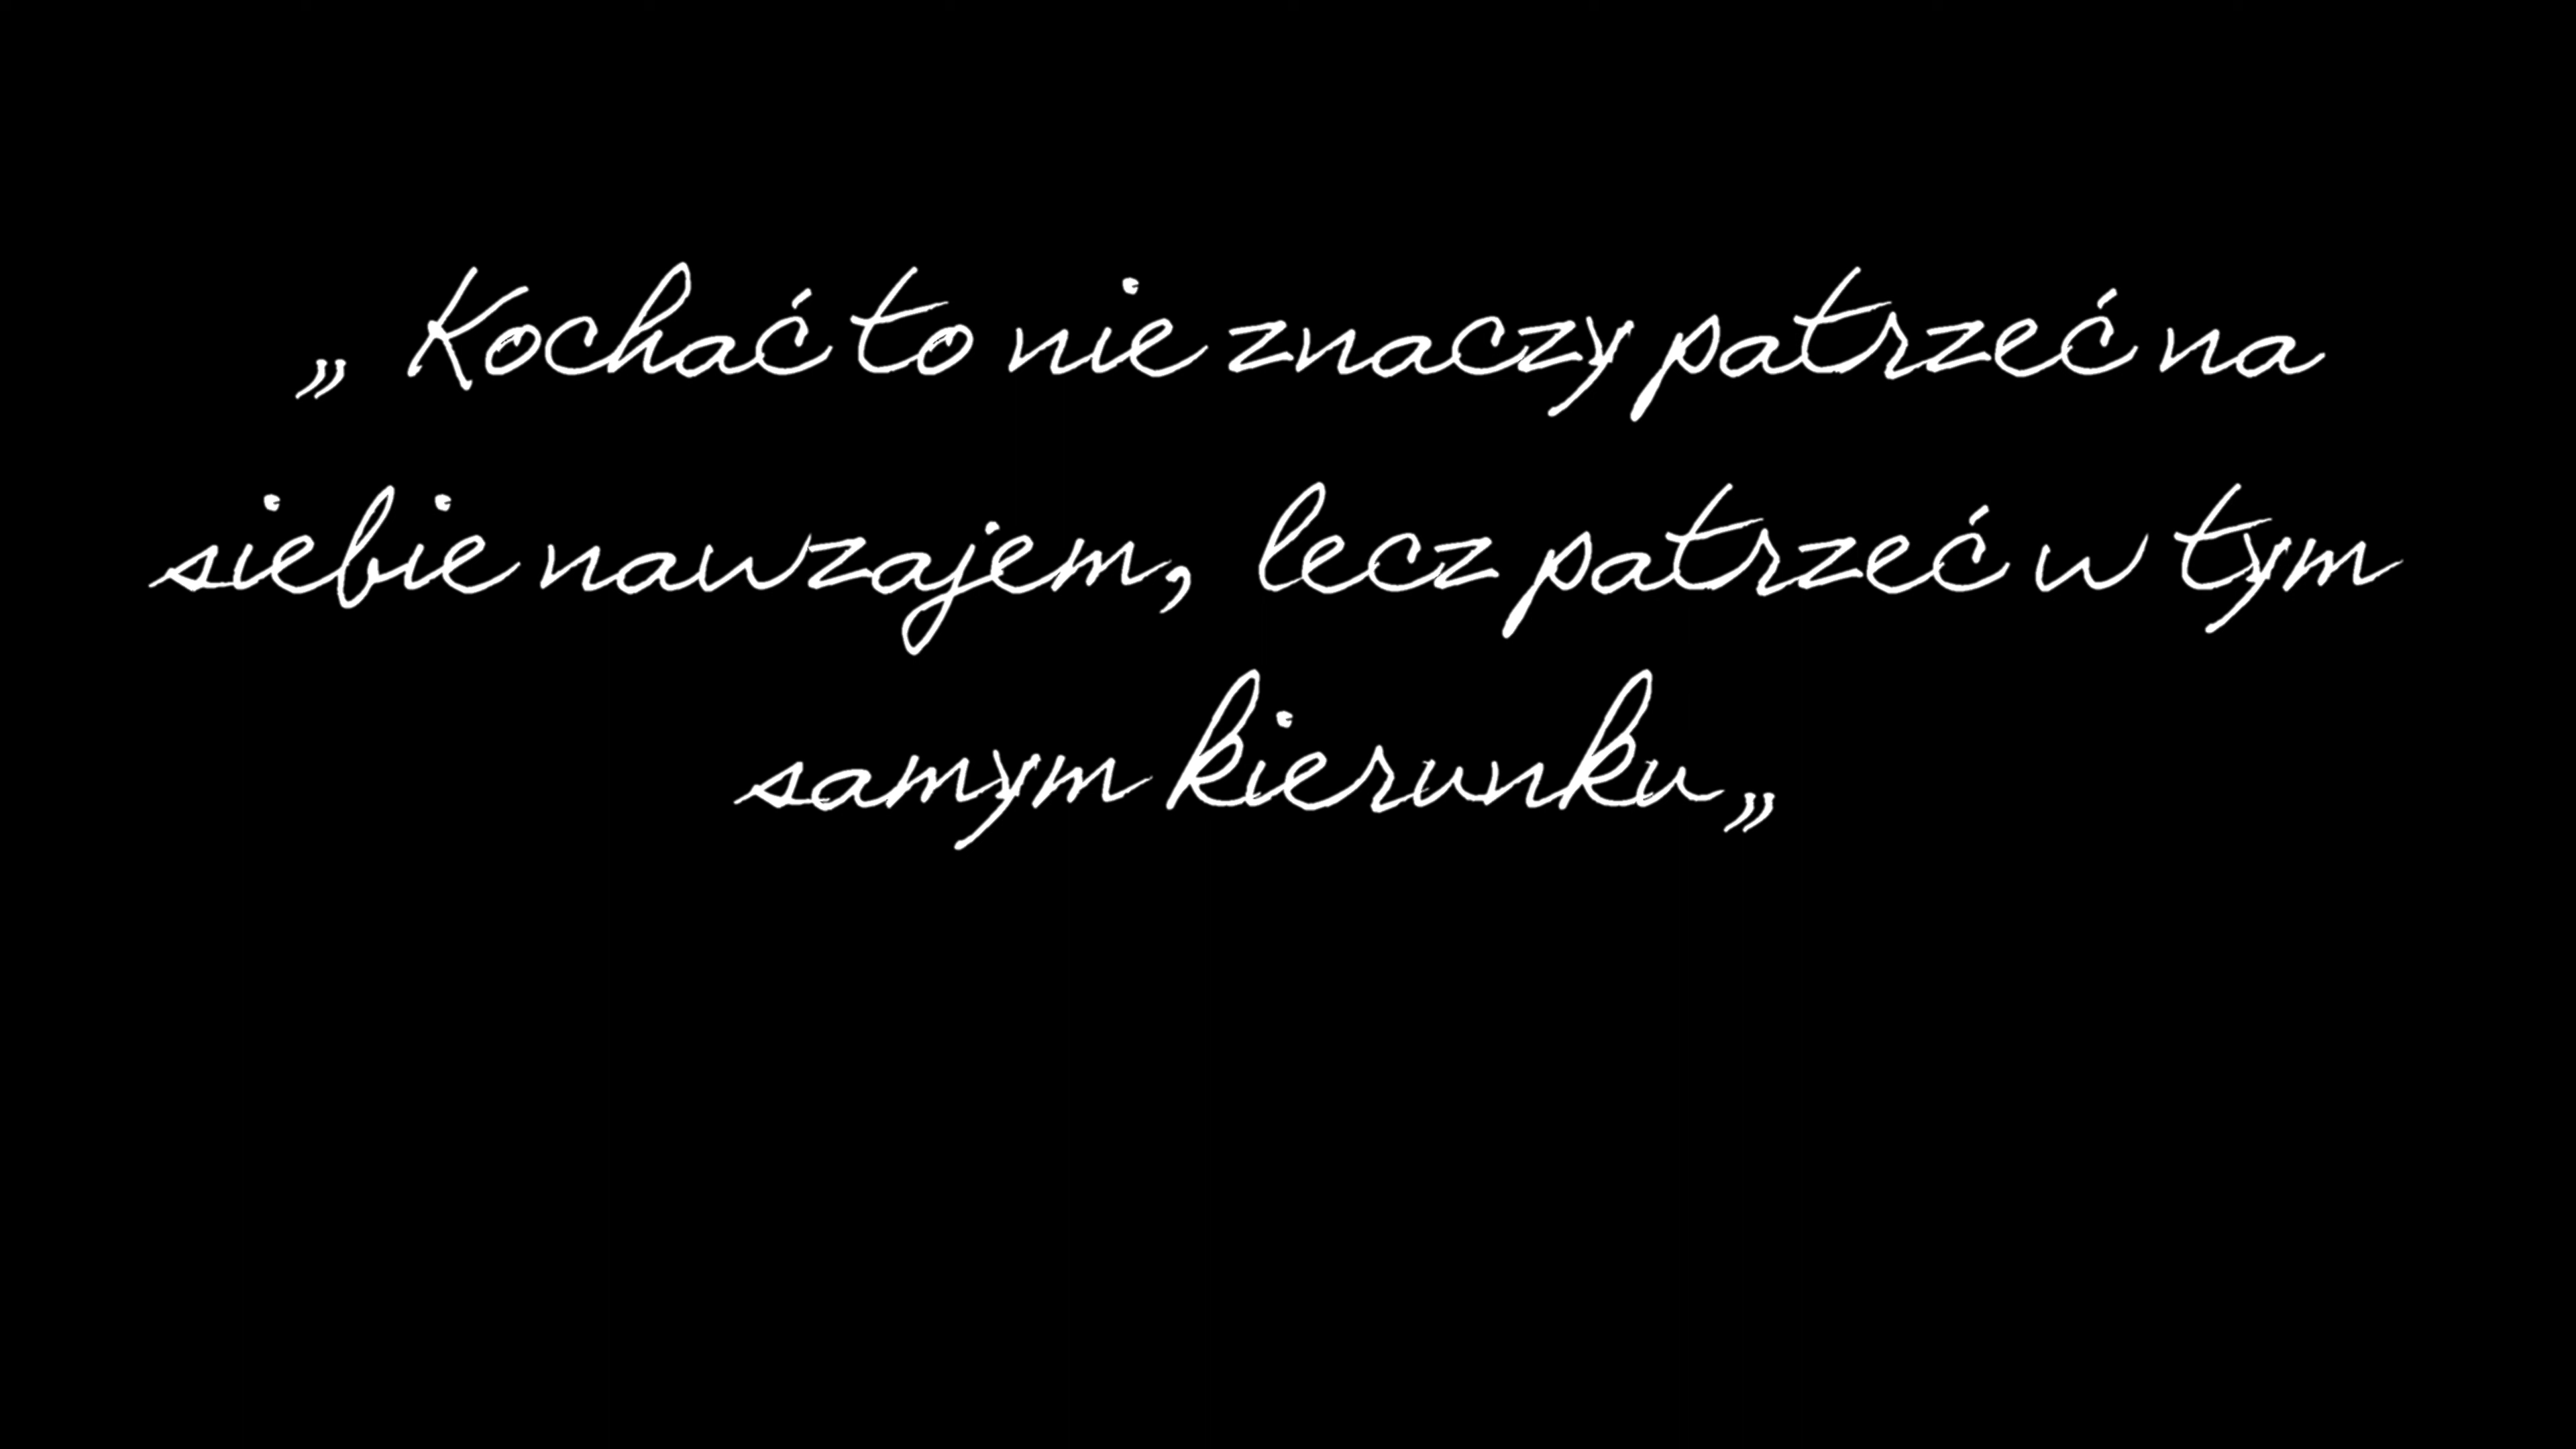 „ Kochać to nie znaczy patrzeć na
siebie nawzajem, lecz patrzeć w tym
samym kierunku„